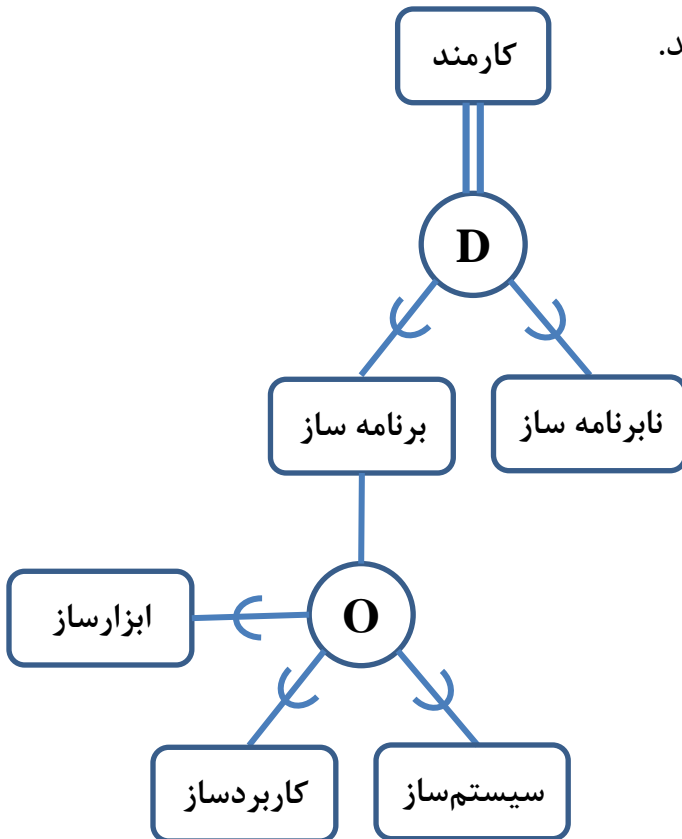 د.
کارمند
D
نابرنامه ساز
برنامه ساز
ابزارساز
O
سیستم‌ساز
کاربردساز